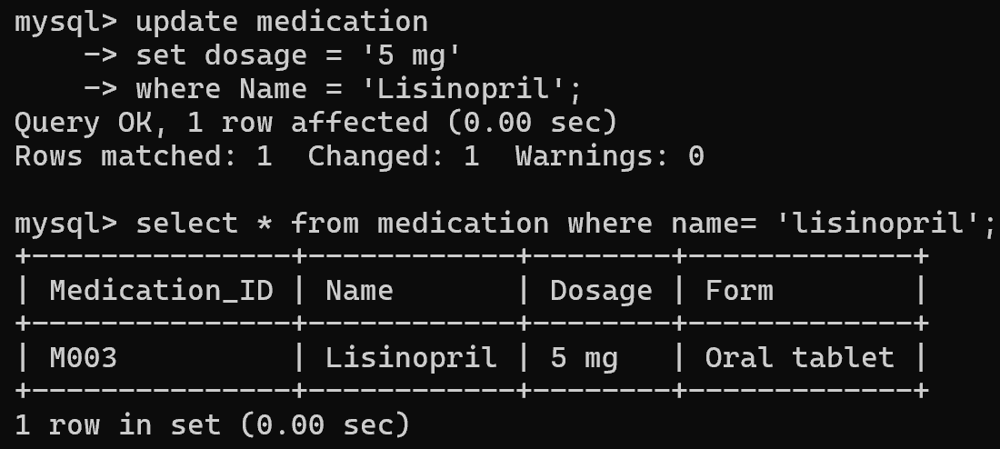 mysql> update medication
    -> set dosage = '5 mg'
    -> where Name = 'Lisinopril';
Query OK, 1 row affected (0.00 sec)
Rows matched: 1  Changed: 1  Warnings: 0

mysql> select * from medication where name= 'lisinopril';
+---------------+------------+--------+-------------+
| Medication_ID | Name       | Dosage | Form        |
+---------------+------------+--------+-------------+
| M003          | Lisinopril | 5 mg   | Oral tablet |
+---------------+------------+--------+-------------+
1 row in set (0.00 sec)